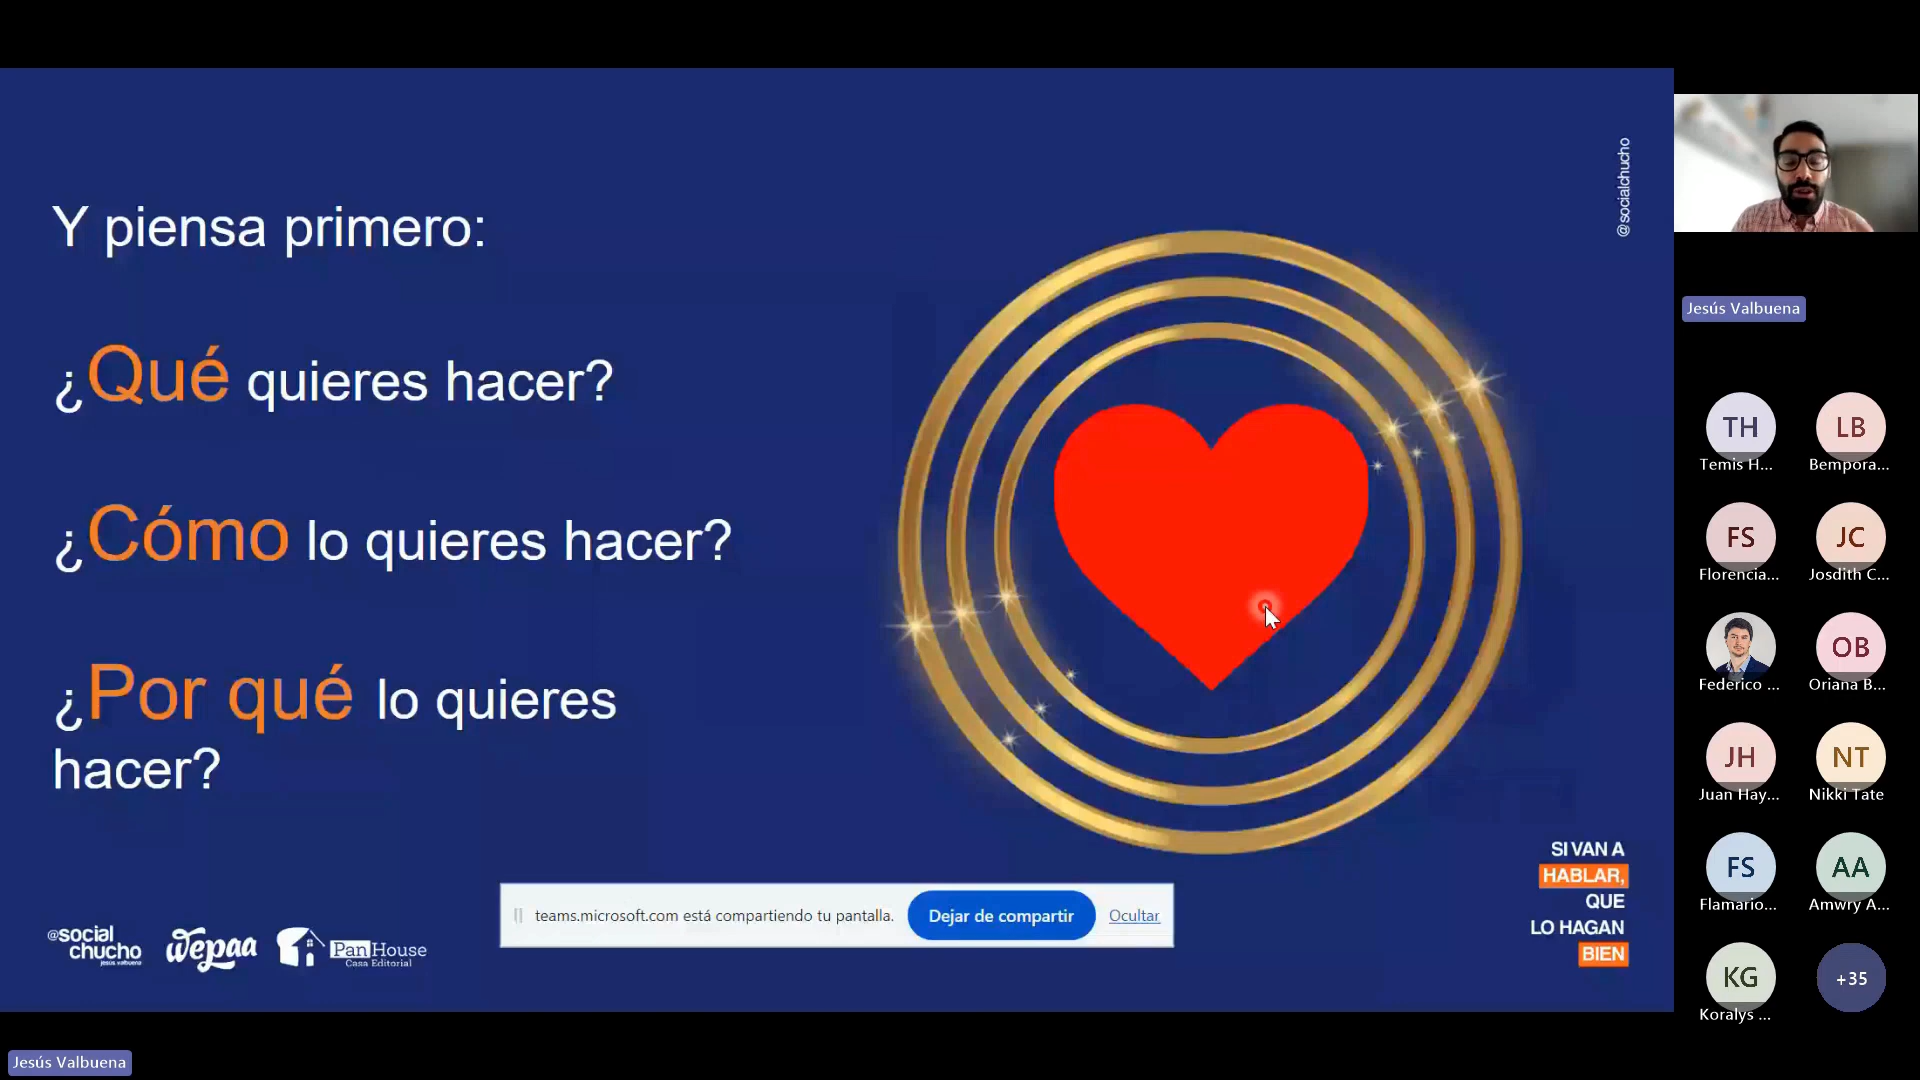 Y piensa primero:
¿Qué quieres hacer?
¿Cómo lo quieres hacer?
¿Por qué lo quieres
hacer?
@socialchucho
SI VAN A
HABLAR,
QUE
LO HAGAN
BIEN
@social
chucho
jesús valbuena
wepaa
PanHouse
Casa Editorial
teams.microsoft.com está compartiendo tu pantalla.
Dejar de compartir
Ocultar
Jesús Valbuena
Jesús Valbuena
TH
Temis H...
LB
Bempora...
FS
Florencia...
JC
Josdith C...
Federico ...
OB
Oriana B...
JH
Juan Hay...
NT
Nikki Tate
FS
Flamario...
AA
Amwry A...
KG
Koralys ...
+35